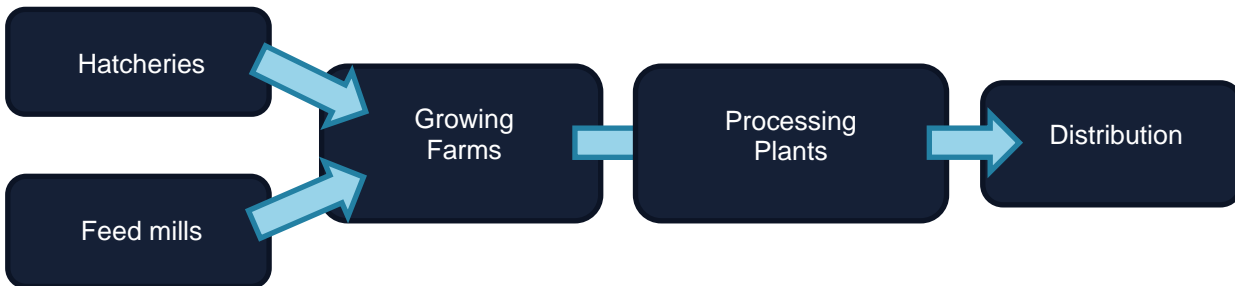 Hatcheries
Feed mills
Growing
Farms
Processing
Plants
Distribution